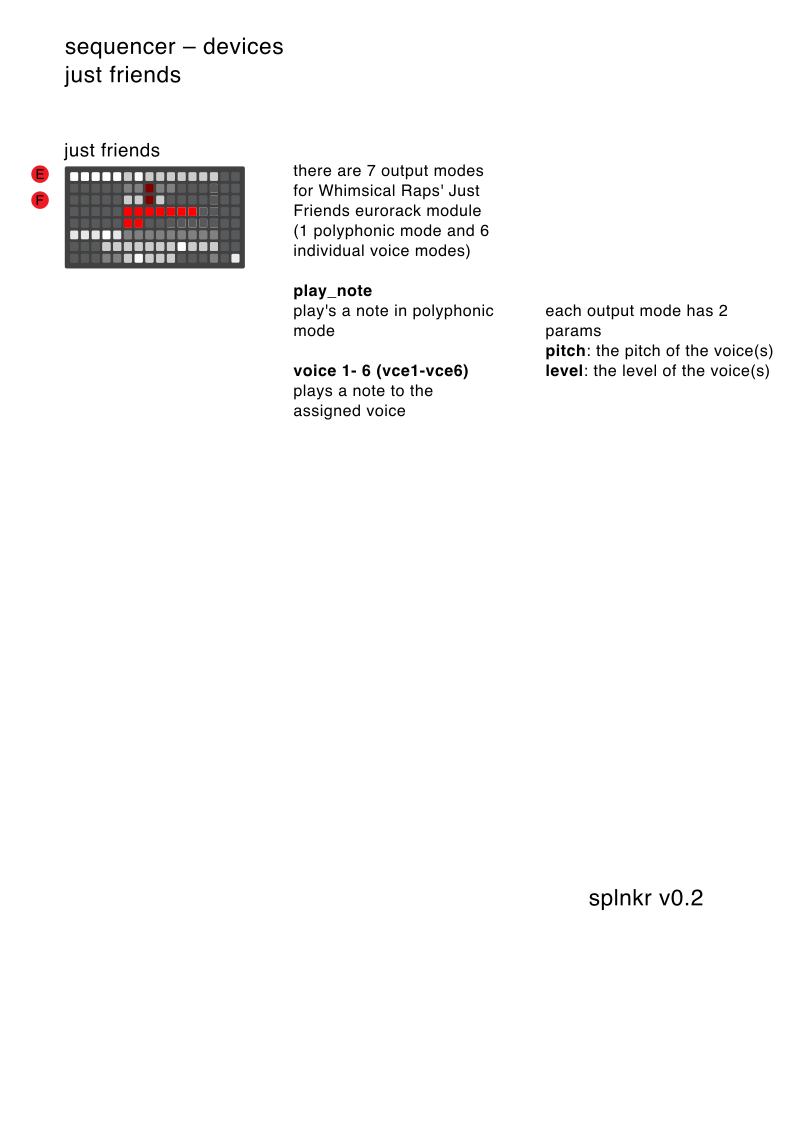 sequencer – devices
just friends
just friends
E
F
there are 7 output modes
for Whimsical Raps' Just
Friends eurorack module
(1 polyphonic mode and 6
individual voice modes)
play_note
play's a note in polyphonic
mode
voice 1- 6 (vce1-vce6)
plays a note to the
assigned voice
each output mode has 2
params
pitch: the pitch of the voice(s)
level: the level of the voice(s)
splnkr v0.2